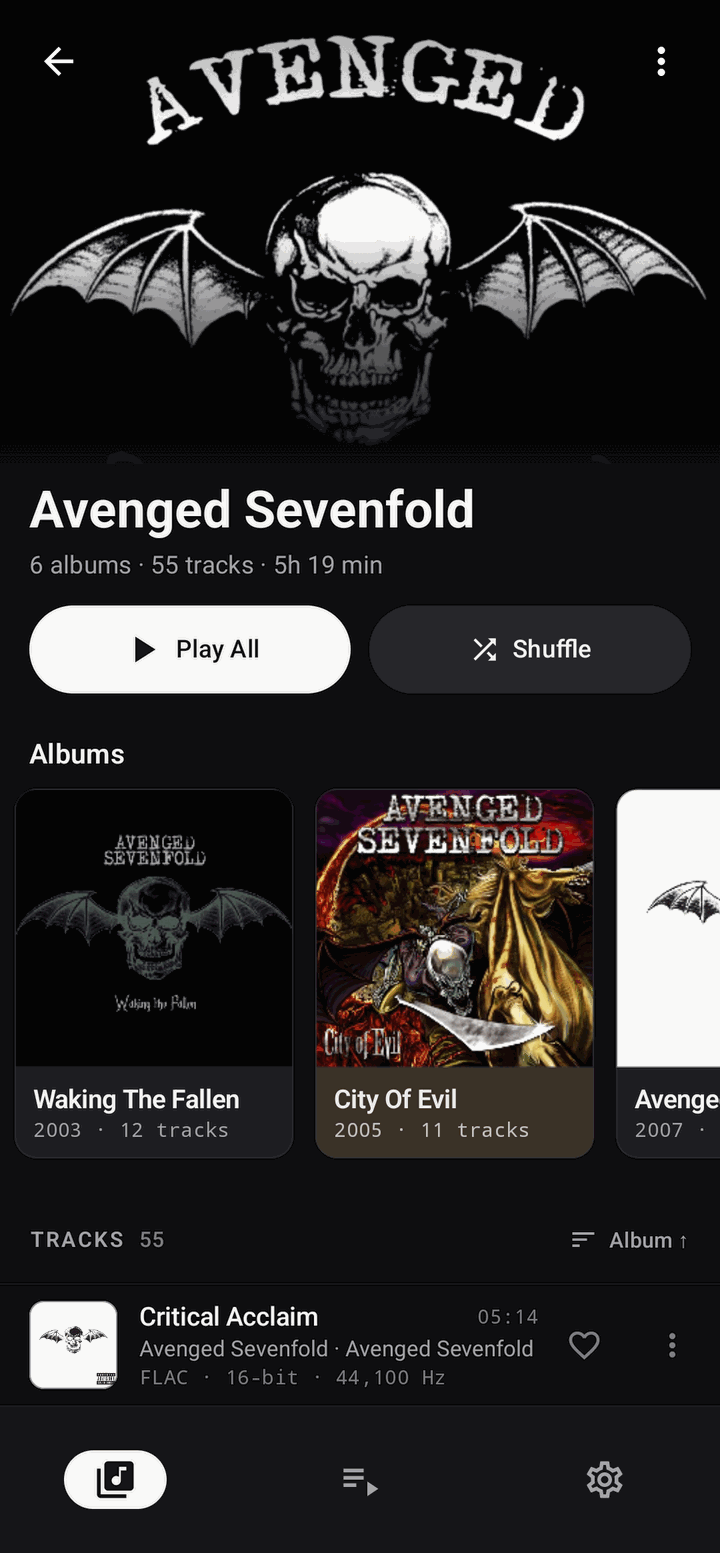 AVENGED
Avenged Sevenfold
6 albums · 55 tracks · 5h 19 min
Play All
Shuffle
Albums
AVENGED
SEVENFOLD
Waking the Fallen
AVENGED
SEVENFOLD
City of Evil
Waking The Fallen
2003 · 12 tracks
City Of Evil
2005 · 11 tracks
Avenge
2007 ·
TRACKS 55
Album ↑
Critical Acclaim
05:14
Avenged Sevenfold · Avenged Sevenfold
FLAC · 16-bit · 44,100 Hz